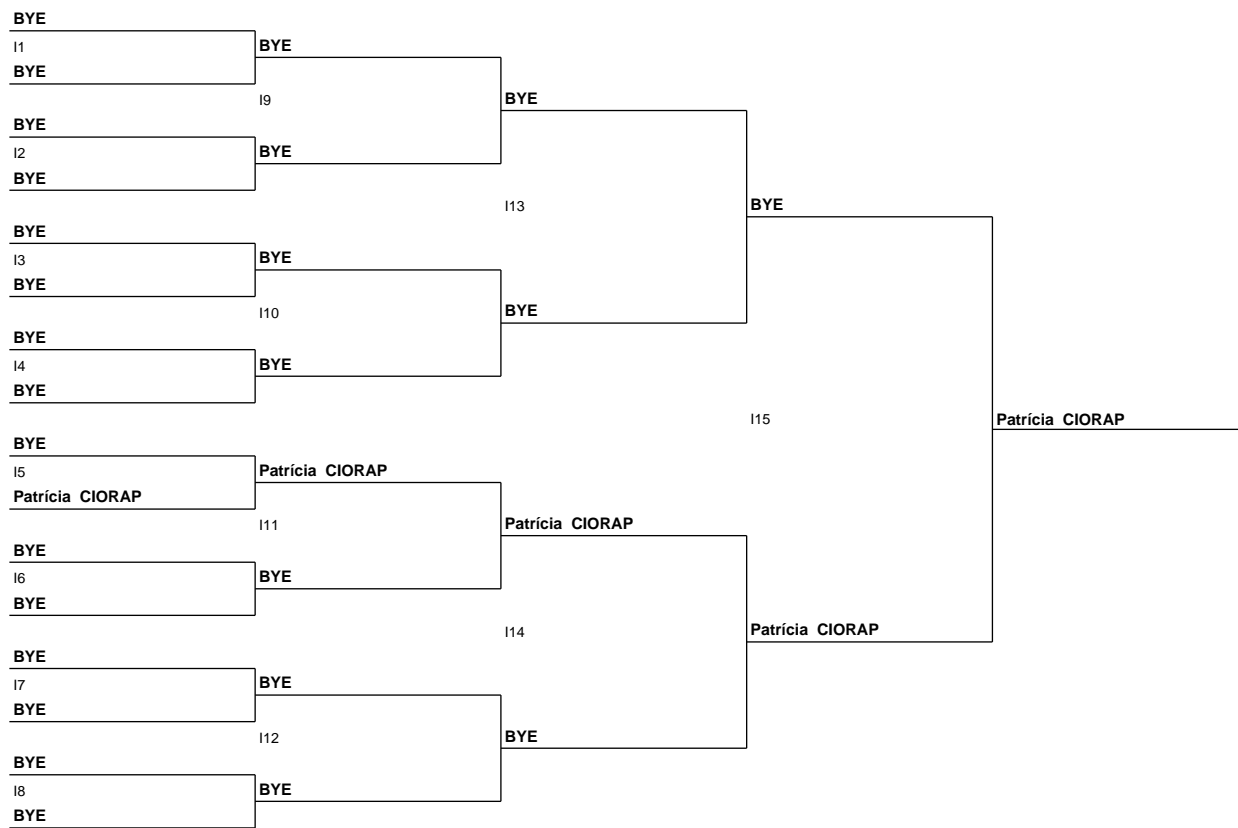 BYE
I1
BYE
BYE
I9
BYE
BYE
I2
BYE
BYE
I13
BYE
BYE
I3
BYE
BYE
I10
BYE
BYE
I4
BYE
BYE
I15
Patrícia CIORAP
BYE
I5
Patrícia CIORAP
Patrícia CIORAP
I11
Patrícia CIORAP
BYE
I6
BYE
BYE
I14
Patrícia CIORAP
BYE
I7
BYE
BYE
I12
BYE
BYE
I8
BYE
BYE